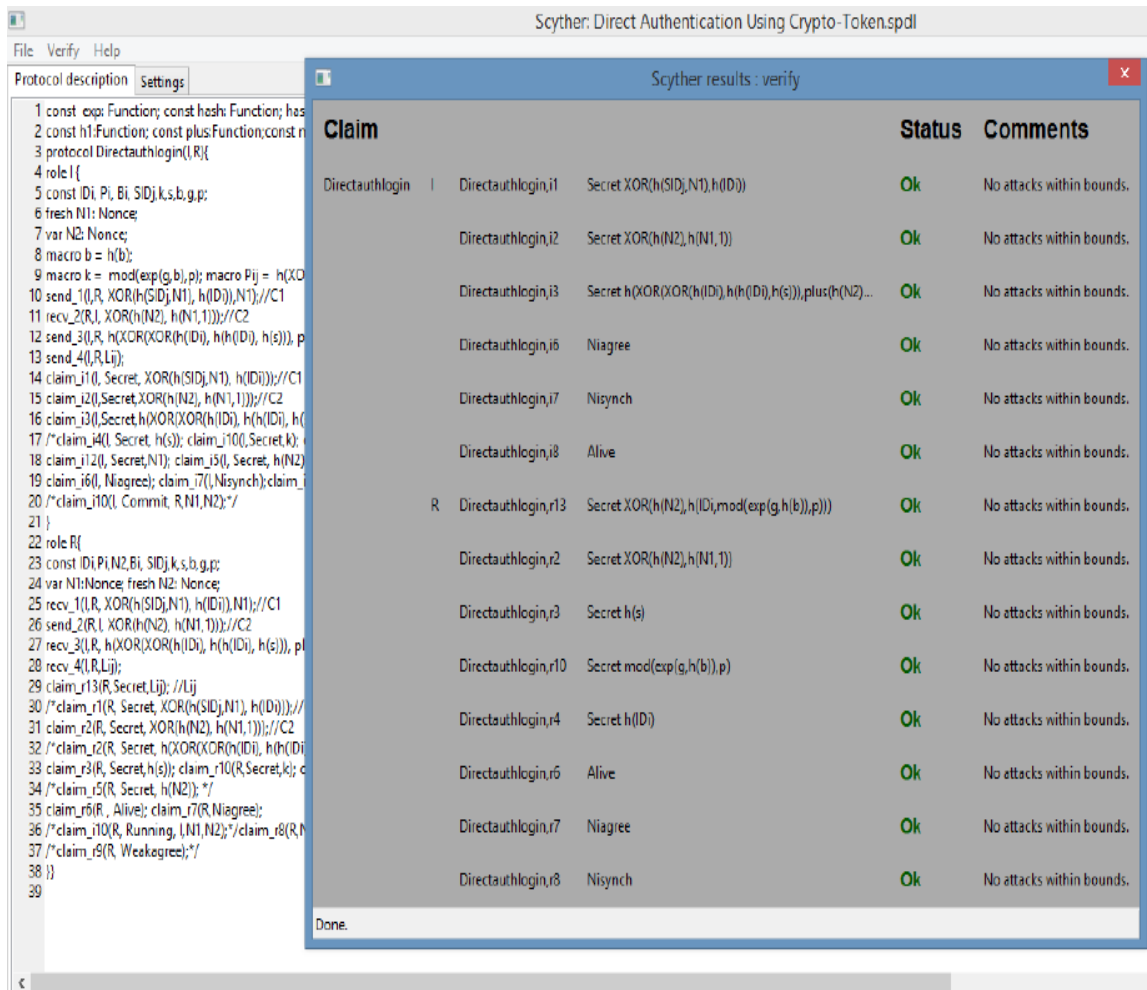 Scyther: Direct Authentication Using Crypto-Token.spdl
File Verify Help
Protocol description Settings
1 const exp: Function; const hash: Function; has
2 const h1:Function; const plus:Function;const n
3 protocol Directauthlogin(I,R){
4 role I {
5 const IDi, Pi, Bi, SIDj,k,s,b,g,p;
6 fresh N1: Nonce;
7 var N2: Nonce;
8 macro b = h(b);
9 macro k = mod(exp(g,b),p); macro Pij = h(XO
10 send_1(I,R, XOR(h(SIDj,N1), h(IDi)),N1);//C1
11 recv_2(R,I, XOR(h(N2), h(N1,1)));//C2
12 send_3(I,R, h(XOR(XOR(h(IDi), h(h(IDi), h(s))), p
13 send_4(I,R,Lij);
14 claim_i1(I, Secret, XOR(h(SIDj,N1), h(IDi)));//C1
15 claim_i2(I,Secret,XOR(h(N2), h(N1,1)));//C2
16 claim_i3(I,Secret,h(XOR(XOR(h(IDi), h(h(IDi), h(
17 /*claim_i4(I, Secret, h(s)); claim_i10(I,Secret,k);
18 claim_i12(I, Secret,N1); claim_i5(I, Secret, h(N2)
19 claim_i6(I, Niagree); claim_i7(I,Nisynch);claim_i
20 /*claim_i10(I, Commit, R,N1,N2);*/
21 }
22 role R{
23 const IDi,Pi,N2,Bi, SIDj,k,s,b,g,p;
24 var N1:Nonce; fresh N2: Nonce;
25 recv_1(I,R, XOR(h(SIDj,N1), h(IDi)),N1);//C1
26 send_2(R,I, XOR(h(N2), h(N1,1)));//C2
27 recv_3(I,R, h(XOR(XOR(h(IDi), h(h(IDi), h(s))), pl
28 recv_4(I,R,Lij);
29 claim_r13(R,Secret,Lij); //Lij
30 /*claim_r1(R, Secret, XOR(h(SIDj,N1), h(IDi)));//
31 claim_r2(R, Secret, XOR(h(N2), h(N1,1)));//C2
32 /*claim_r2(R, Secret, h(XOR(XOR(h(IDi), h(h(IDi
33 claim_r3(R, Secret,h(s)); claim_r10(R,Secret,k); c
34 /*claim_r5(R, Secret, h(N2)); */
35 claim_r6(R , Alive); claim_r7(R,Niagree);
36 /*claim_i10(R, Running, I,N1,N2);*/claim_r8(R,N
37 /*claim_r9(R, Weakagree);*/
38 }}
39
Scyther results : verify
x
Claim Status Comments
Directauthlogin I Directauthlogin,i1 Secret XOR(h(SIDj,N1),h(IDi)) Ok No attacks within bounds.
Directauthlogin,i2 Secret XOR(h(N2),h(N1,1)) Ok No attacks within bounds.
Directauthlogin,i3 Secret h(XOR(XOR(h(IDi),h(h(IDi),h(s))),plus(h(N2)... Ok No attacks within bounds.
Directauthlogin,i6 Niagree Ok No attacks within bounds.
Directauthlogin,i7 Nisynch Ok No attacks within bounds.
Directauthlogin,i8 Alive Ok No attacks within bounds.
R Directauthlogin,r13 Secret XOR(h(N2),h(IDi,mod(exp(g,h(b)),p))) Ok No attacks within bounds.
Directauthlogin,r2 Secret XOR(h(N2),h(N1,1)) Ok No attacks within bounds.
Directauthlogin,r3 Secret h(s) Ok No attacks within bounds.
Directauthlogin,r10 Secret mod(exp(g,h(b)),p) Ok No attacks within bounds.
Directauthlogin,r4 Secret h(IDi) Ok No attacks within bounds.
Directauthlogin,r6 Alive Ok No attacks within bounds.
Directauthlogin,r7 Niagree Ok No attacks within bounds.
Directauthlogin,r8 Nisynch Ok No attacks within bounds.
Done.